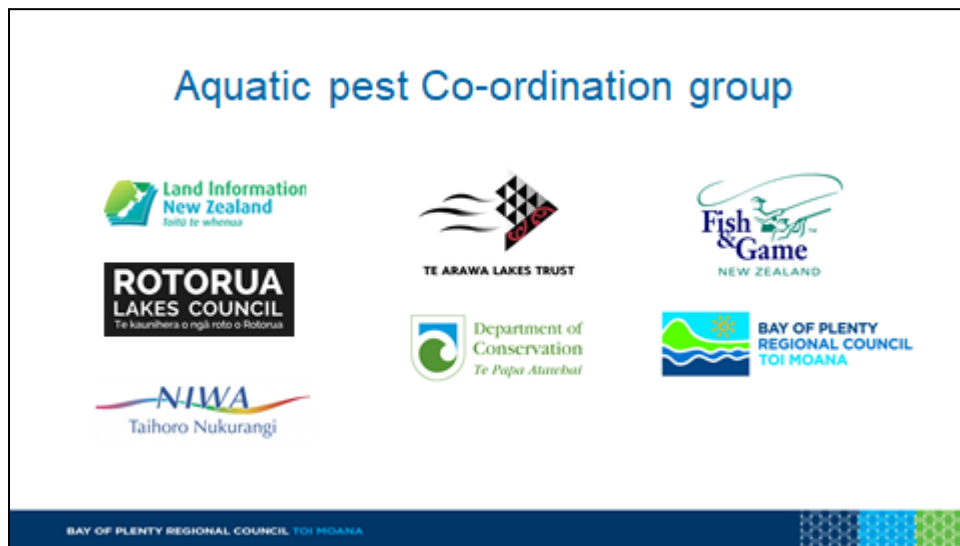 Aquatic pest Co-ordination group
Land Information
New Zealand
Toitū te whenua
ROTORUA
LAKES COUNCIL
Te kaunihera o ngā roto o Rotorua
NIWA
Taihoro Nukurangi
TE ARAWA LAKES TRUST
Department of
Conservation
Te Papa Atawhai
Fish
&Game
NEW ZEALAND
BAY OF PLENTY
REGIONAL COUNCIL
TOI MOANA
BAY OF PLENTY REGIONAL COUNCIL TOI MOANA